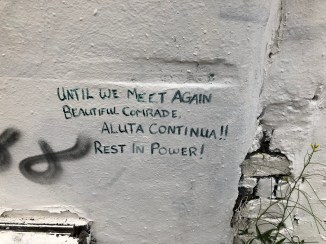 UNTIL WE MEET AGAIN
BEAUTIFUL COMRADE,
ALUTA CONTINUA!!
REST IN POWER!